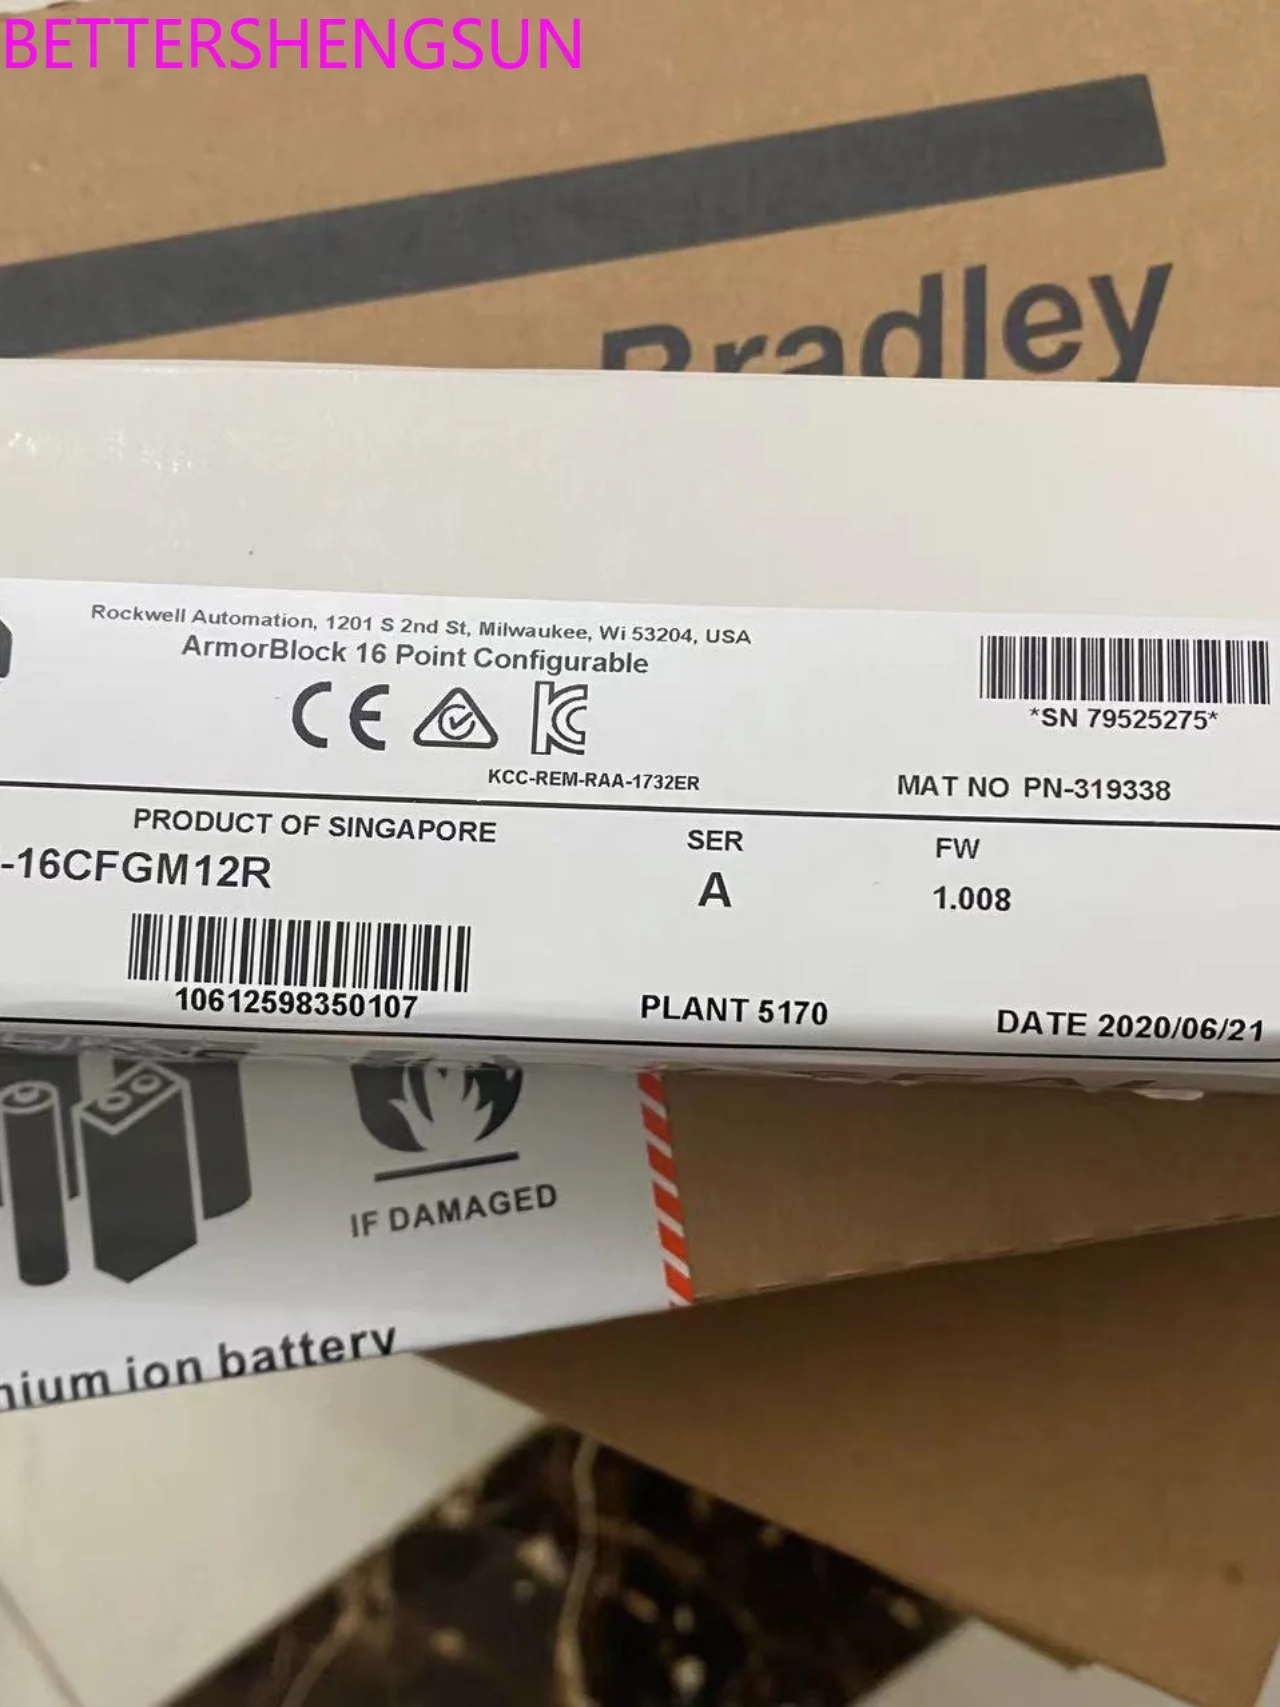 BETTERSHENGSUN
Bradley
Rockwell Automation, 1201 S 2nd St, Milwaukee, Wi 53204, USA
ArmorBlock 16 Point Configurable
CE
KCC-REM-RAA-1732ER
*SN 79525275*
MAT NO PN-319338
PRODUCT OF SINGAPORE
-16CFGM12R
10612598350107
SER
A
FW
1.008
PLANT 5170
DATE 2020/06/21
IF DAMAGED
ion battery